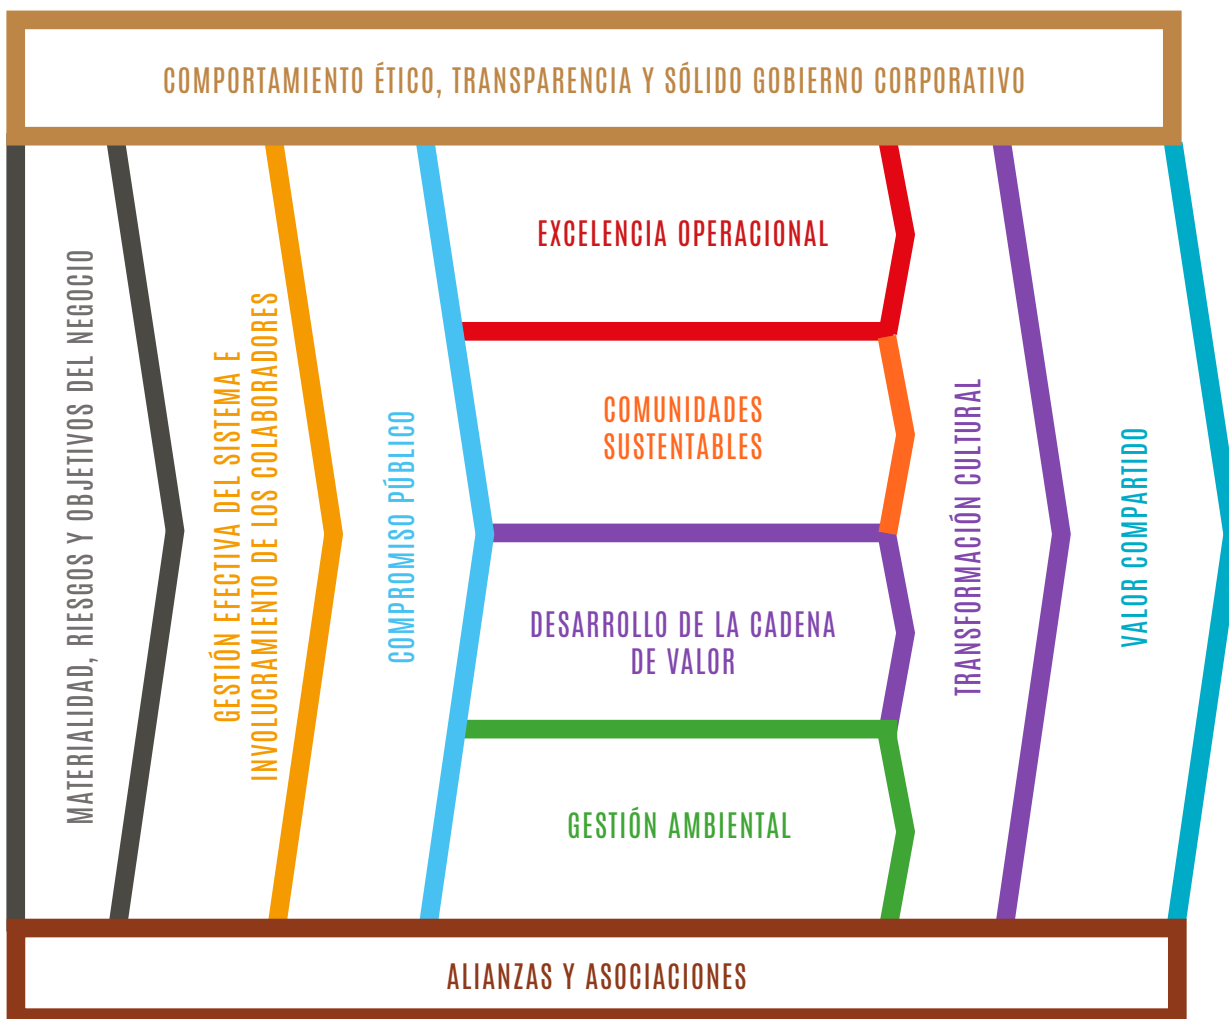 COMPORTAMIENTO ÉTICO, TRANSPARENCIA Y SÓLIDO GOBIERNO CORPORATIVO
MATERIALIDAD, RIESGOS Y OBJETIVOS DEL NEGOCIO
GESTIÓN EFECTIVA DEL SISTEMA E
INVOLUCRAMIENTO DE LOS COLABORADORES
COMPROMISO PÚBLICO
EXCELENCIA OPERACIONAL
COMUNIDADES
SUSTENTABLES
DESARROLLO DE LA CADENA
DE VALOR
GESTIÓN AMBIENTAL
TRANSFORMACIÓN CULTURAL
VALOR COMPARTIDO
ALIANZAS Y ASOCIACIONES